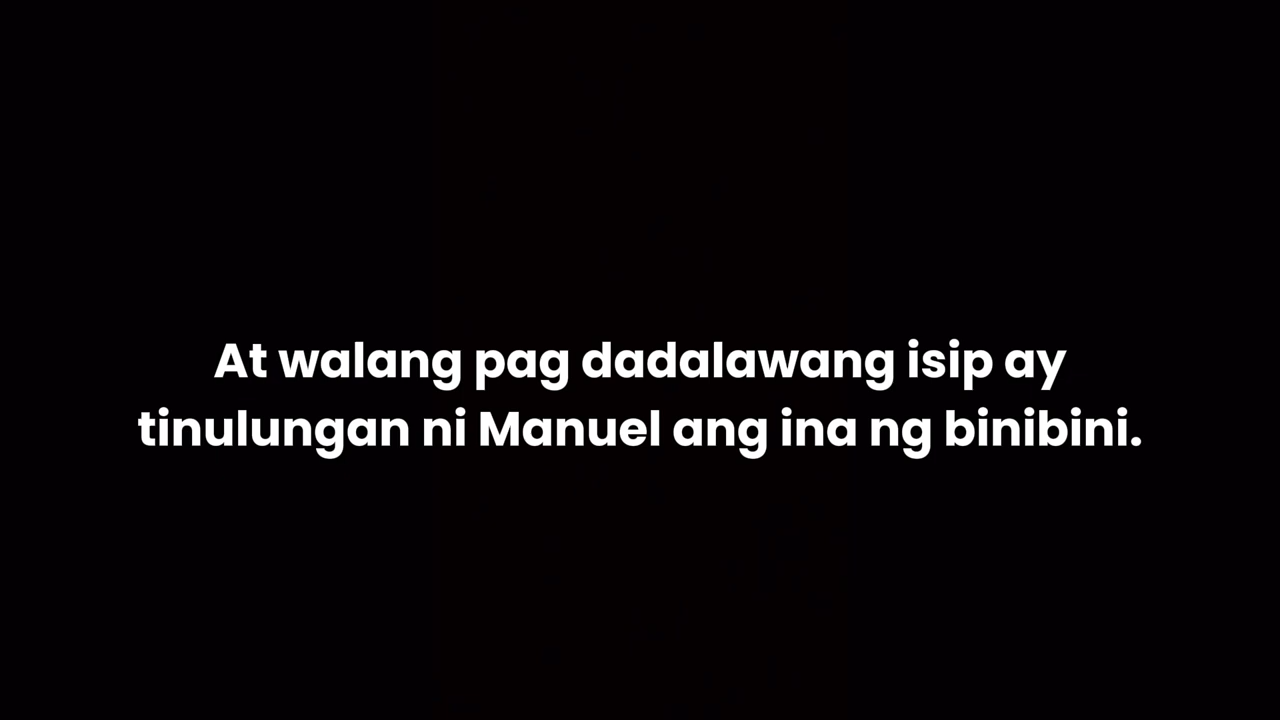 At walang pag dadalawang isip ay
tinulungan ni Manuel ang ina ng binibini.